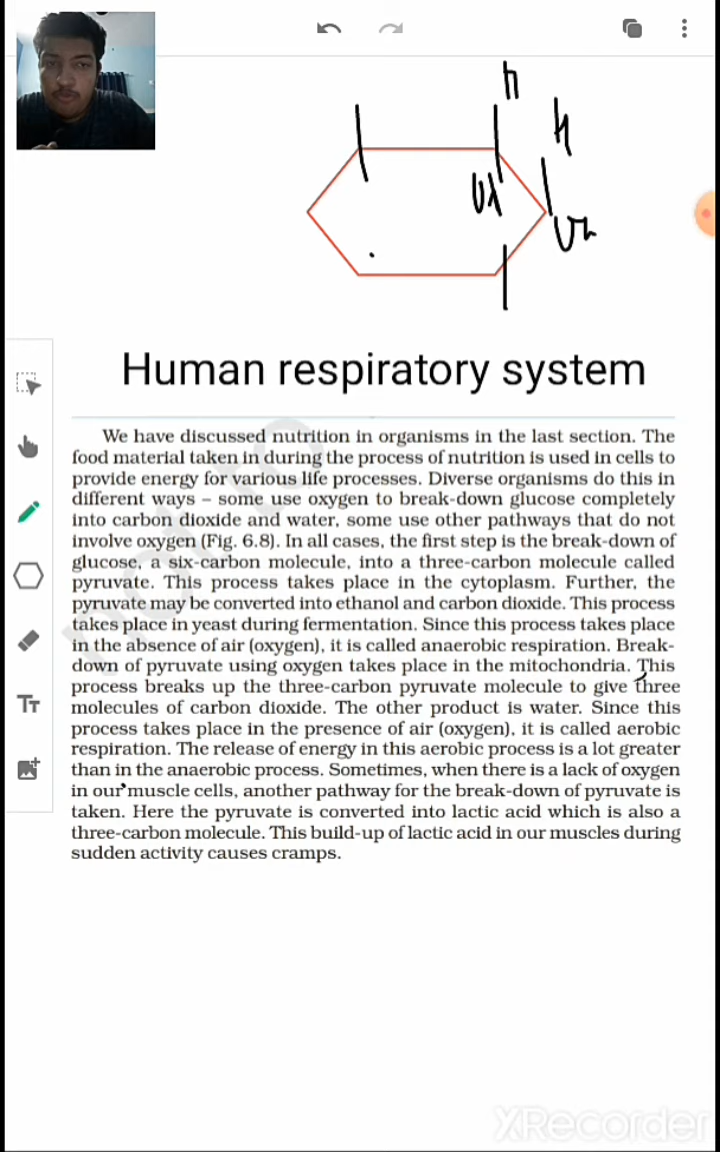 h
h
Human respiratory system
We have discussed nutrition in organisms in the last section. The
food material taken in during the process of nutrition is used in cells to
provide energy for various life processes. Diverse organisms do this in
different ways – some use oxygen to break-down glucose completely
into carbon dioxide and water, some use other pathways that do not
involve oxygen (Fig. 6.8). In all cases, the first step is the break-down of
glucose, a six-carbon molecule, into a three-carbon molecule called
pyruvate. This process takes place in the cytoplasm. Further, the
pyruvate may be converted into ethanol and carbon dioxide. This process
takes place in yeast during fermentation. Since this process takes place
in the absence of air (oxygen), it is called anaerobic respiration. Break-
down of pyruvate using oxygen takes place in the mitochondria. This
process breaks up the three-carbon pyruvate molecule to give three
molecules of carbon dioxide. The other product is water. Since this
process takes place in the presence of air (oxygen), it is called aerobic
respiration. The release of energy in this aerobic process is a lot greater
than in the anaerobic process. Sometimes, when there is a lack of oxygen
in our muscle cells, another pathway for the break-down of pyruvate is
taken. Here the pyruvate is converted into lactic acid which is also a
three-carbon molecule. This build-up of lactic acid in our muscles during
sudden activity causes cramps.
TT
XRecorder